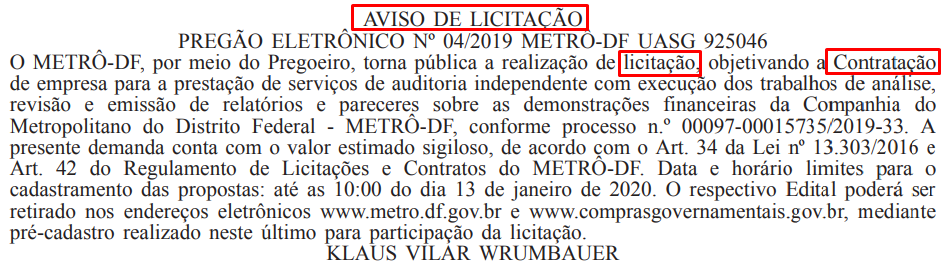 AVISO DE LICITAÇÃO
PREGÃO ELETRÔNICO Nº 04/2019 METRÔ-DF UASG 925046
O METRÔ-DF, por meio do Pregoeiro, torna pública a realização de licitação, objetivando a Contratação
de empresa para a prestação de serviços de auditoria independente com execução dos trabalhos de análise,
revisão e emissão de relatórios e pareceres sobre as demonstrações financeiras da Companhia do
Metropolitano do Distrito Federal - METRÔ-DF, conforme processo n.º 00097-00015735/2019-33. A
presente demanda conta com o valor estimado sigiloso, de acordo com o Art. 34 da Lei nº 13.303/2016 e
Art. 42 do Regulamento de Licitações e Contratos do METRÔ-DF. Data e horário limites para o
cadastramento das propostas: até as 10:00 do dia 13 de janeiro de 2020. O respectivo Edital poderá ser
retirado nos endereços eletrônicos www.metro.df.gov.br e www.comprasgovernamentais.gov.br, mediante
pré-cadastro realizado neste último para participação da licitação.
KLAUS VILAR WRUMBAUER